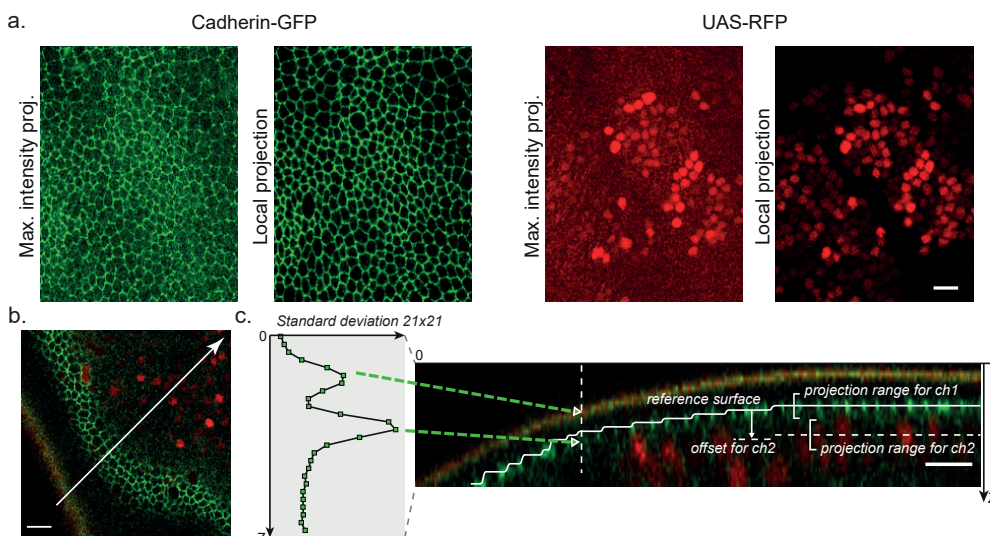 a.
Cadherin-GFP
UAS-RFP
Max. intensity proj.
Local projection
Max. intensity proj.
Local projection
b.
c.
Standard deviation 21x21
0
z
0
reference surface
projection range for ch1
offset for ch2
projection range for ch2
z